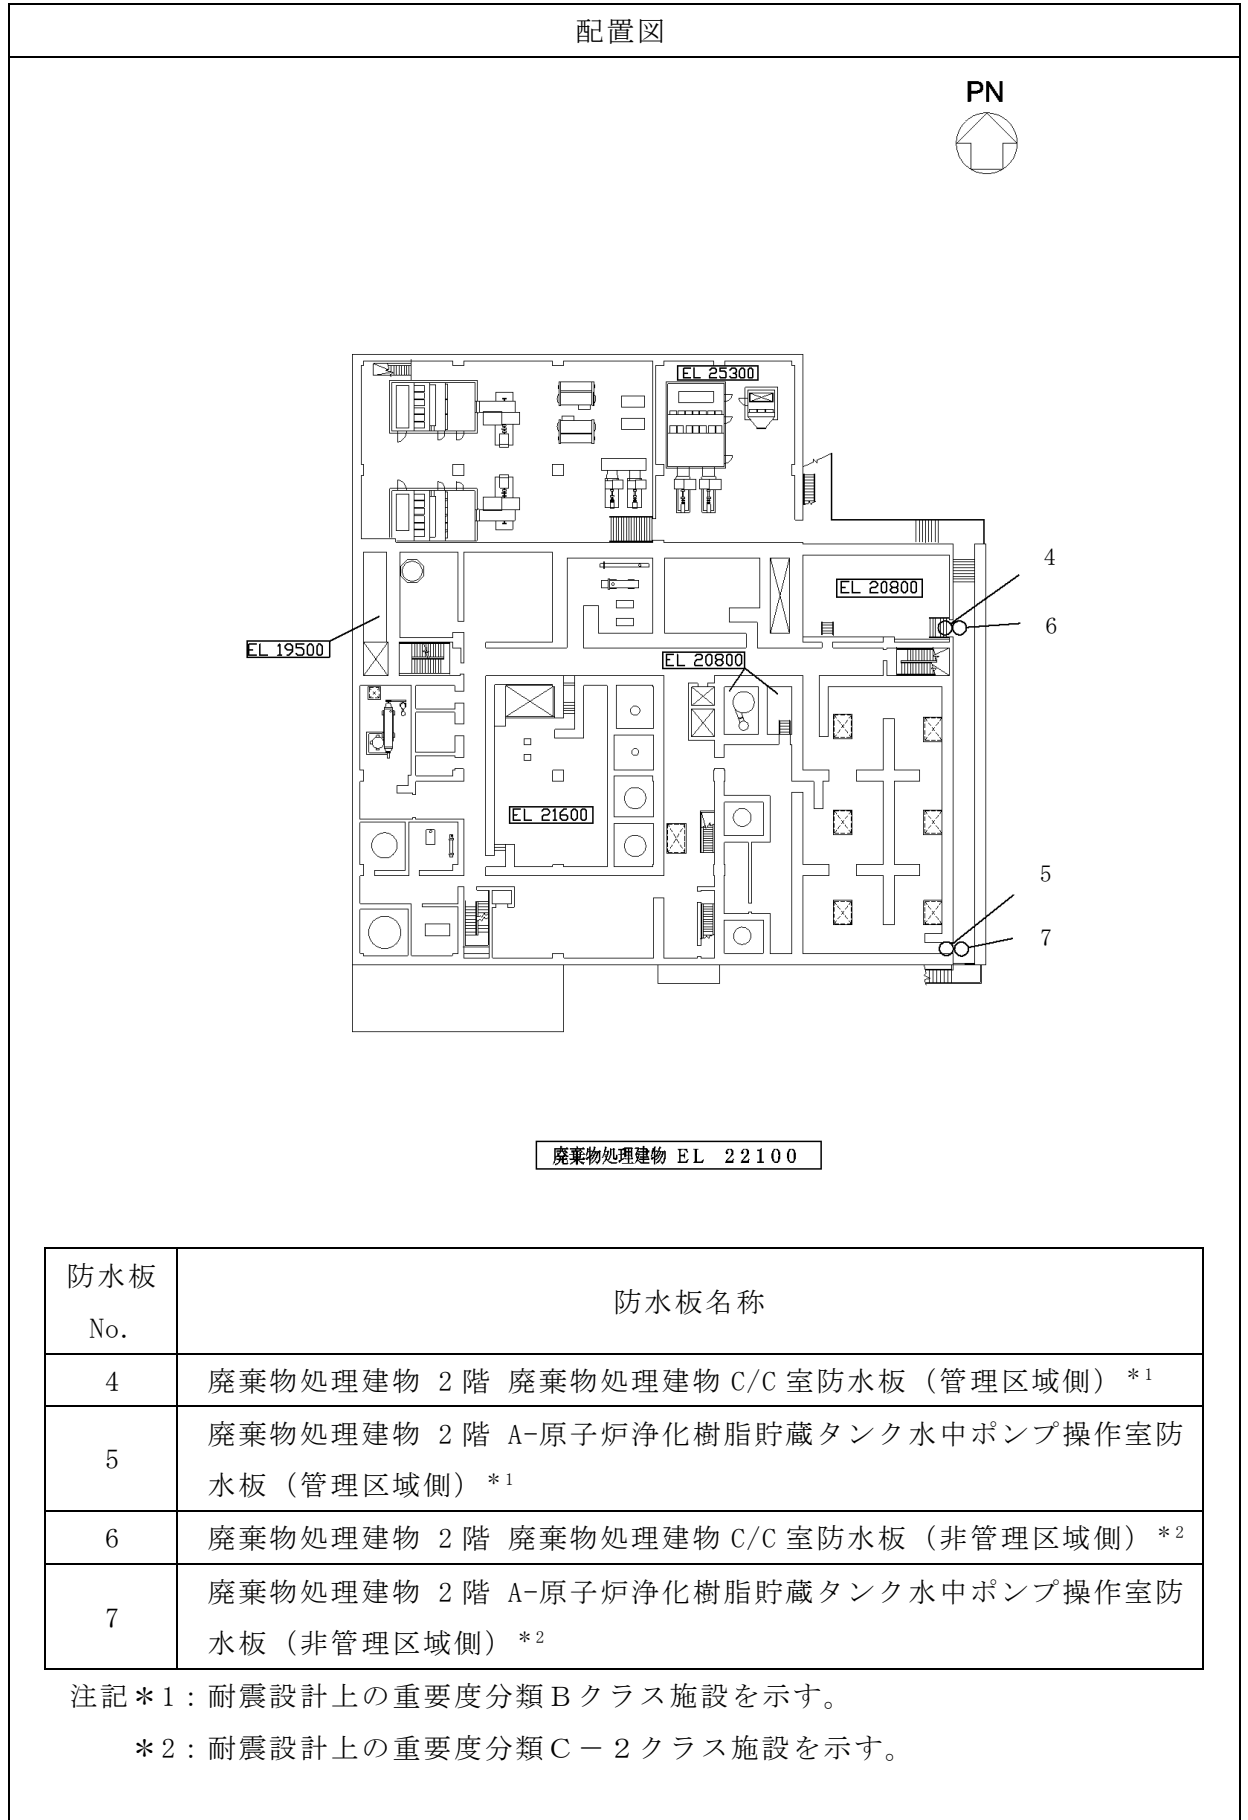 配置図
PN
EL 25300
4
EL 20800
6
EL 19500
EL 20800
EL 21600
5
7
廃棄物処理建物 EL 22100
防水板
No.
防水板名称
4
廃棄物処理建物 2階 廃棄物処理建物 C/C 室防水板（管理区域側）*1
5
廃棄物処理建物 2階 A-原子炉浄化樹脂貯蔵タンク水中ポンプ操作室防
水板（管理区域側）*1
6
廃棄物処理建物 2階 廃棄物処理建物 C/C 室防水板（非管理区域側）*2
7
廃棄物処理建物 2階 A-原子炉浄化樹脂貯蔵タンク水中ポンプ操作室防
水板（非管理区域側）*2
注記＊1：耐震設計上の重要度分類Ｂクラス施設を示す。
＊2：耐震設計上の重要度分類Ｃ－２クラス施設を示す。